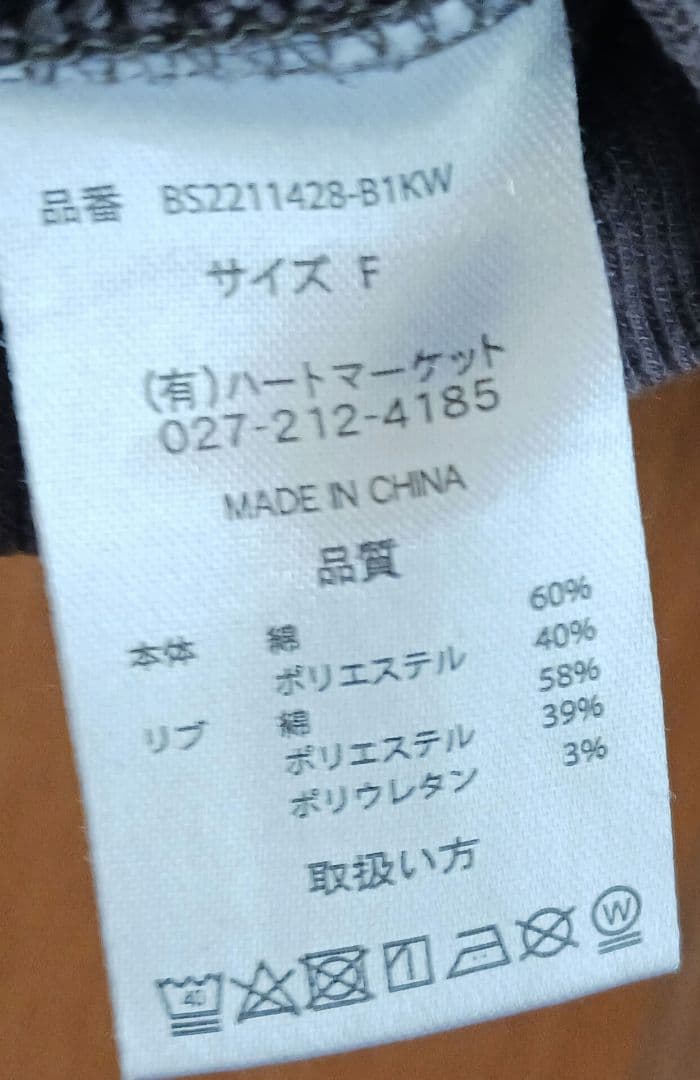 品番 BS2211428-B1KW
サイズ F
(有)ハートマーケット
027-212-4185
MADE IN CHINA
品質
本体 綿 60%
ポリエステル 40%
リブ 綿 58%
ポリエステル 39%
ポリウレタン 3%
取扱い方
40 W